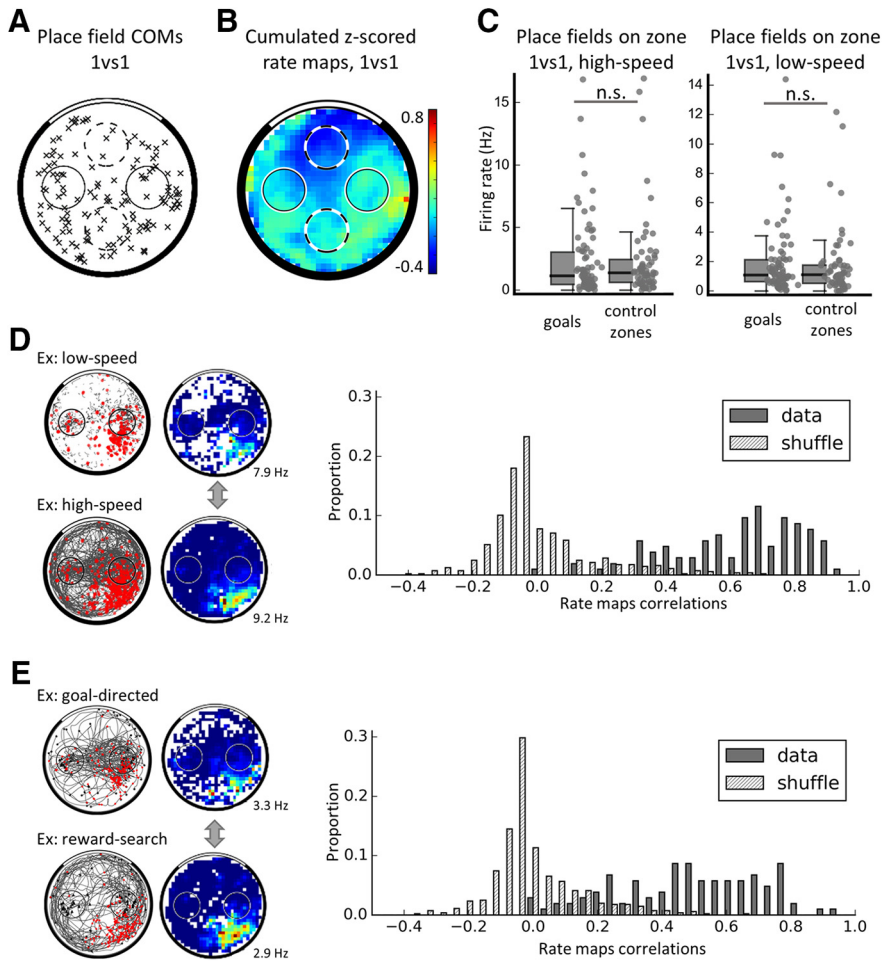 A
Place field COMs
1vs1
B
Cumulated z-scored
rate maps, 1vs1
0.8
-0.4
C
Place fields on zone
1vs1, high-speed
n.s.
Firing rate (Hz)
15
10
5
0
goals
control
zones
Place fields on zone
1vs1, low-speed
n.s.
14
12
10
8
6
4
2
0
goals
control
zones
D
Ex: low-speed
7.9 Hz
Ex: high-speed
9.2 Hz
Proportion
0.3
0.2
0.1
0.0
−0.4
−0.2
0.0
0.2
0.4
0.6
0.8
1.0
Rate maps correlations
data
shuffle
E
Ex: goal-directed
3.3 Hz
Ex: reward-search
2.9 Hz
Proportion
0.3
0.2
0.1
0.0
−0.4
−0.2
0.0
0.2
0.4
0.6
0.8
1.0
Rate maps correlations
data
shuffle